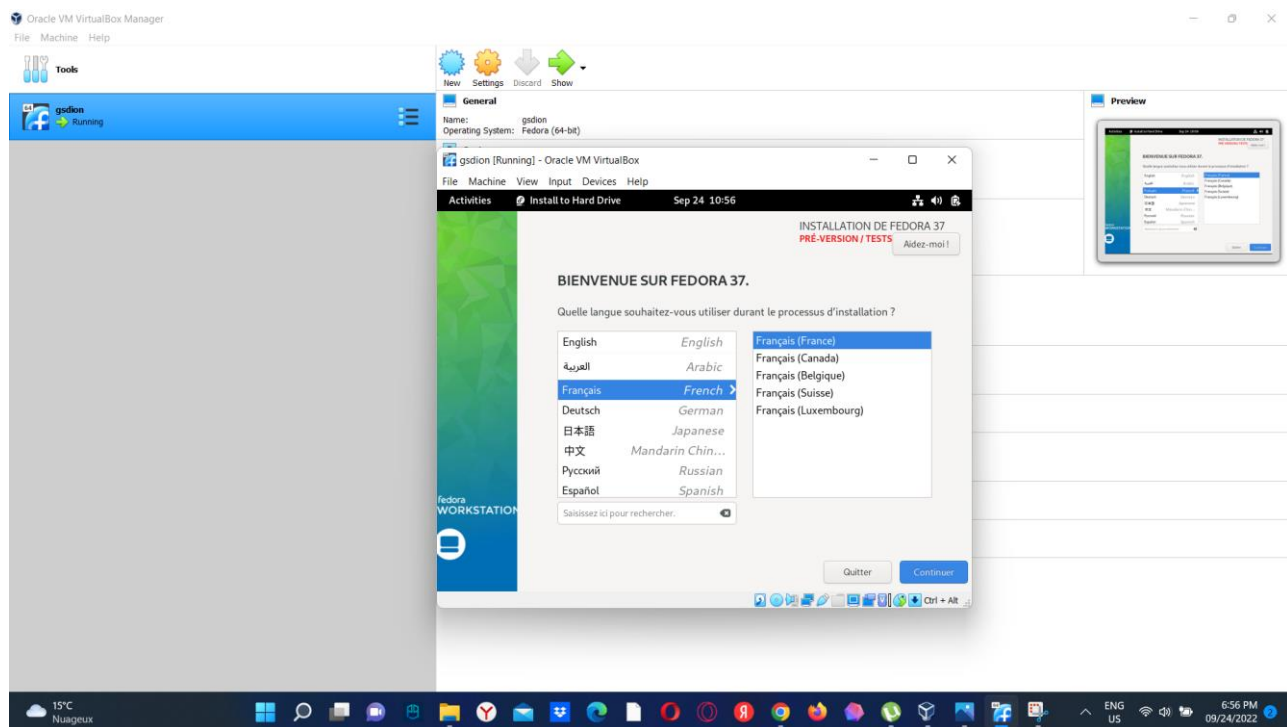 Oracle VM VirtualBox Manager
File Machine Help
Tools
New Settings Discard Show
64
gsdion
Running
General
Name: gsdion
Operating System: Fedora (64-bit)
Preview
gsdion [Running] - Oracle VM VirtualBox
File Machine View Input Devices Help
Activities Install to Hard Drive Sep 24 10:56
INSTALLATION DE FEDORA 37
PRÉ-VERSION / TESTS
Aidez-moi !
BIENVENUE SUR FEDORA 37.
Quelle langue souhaitez-vous utiliser durant le processus d'installation ?
English English
العربية Arabic
Français French
Deutsch German
日本語 Japanese
中文 Mandarin Chin...
Русский Russian
Español Spanish
Français (France)
Français (Canada)
Français (Belgique)
Français (Suisse)
Français (Luxembourg)
Saisissez ici pour rechercher.
fedora
WORKSTATION
Quitter Continuer
Ctrl + Alt
15°C
Nuageux
ENG
US
6:56 PM
09/24/2022
2